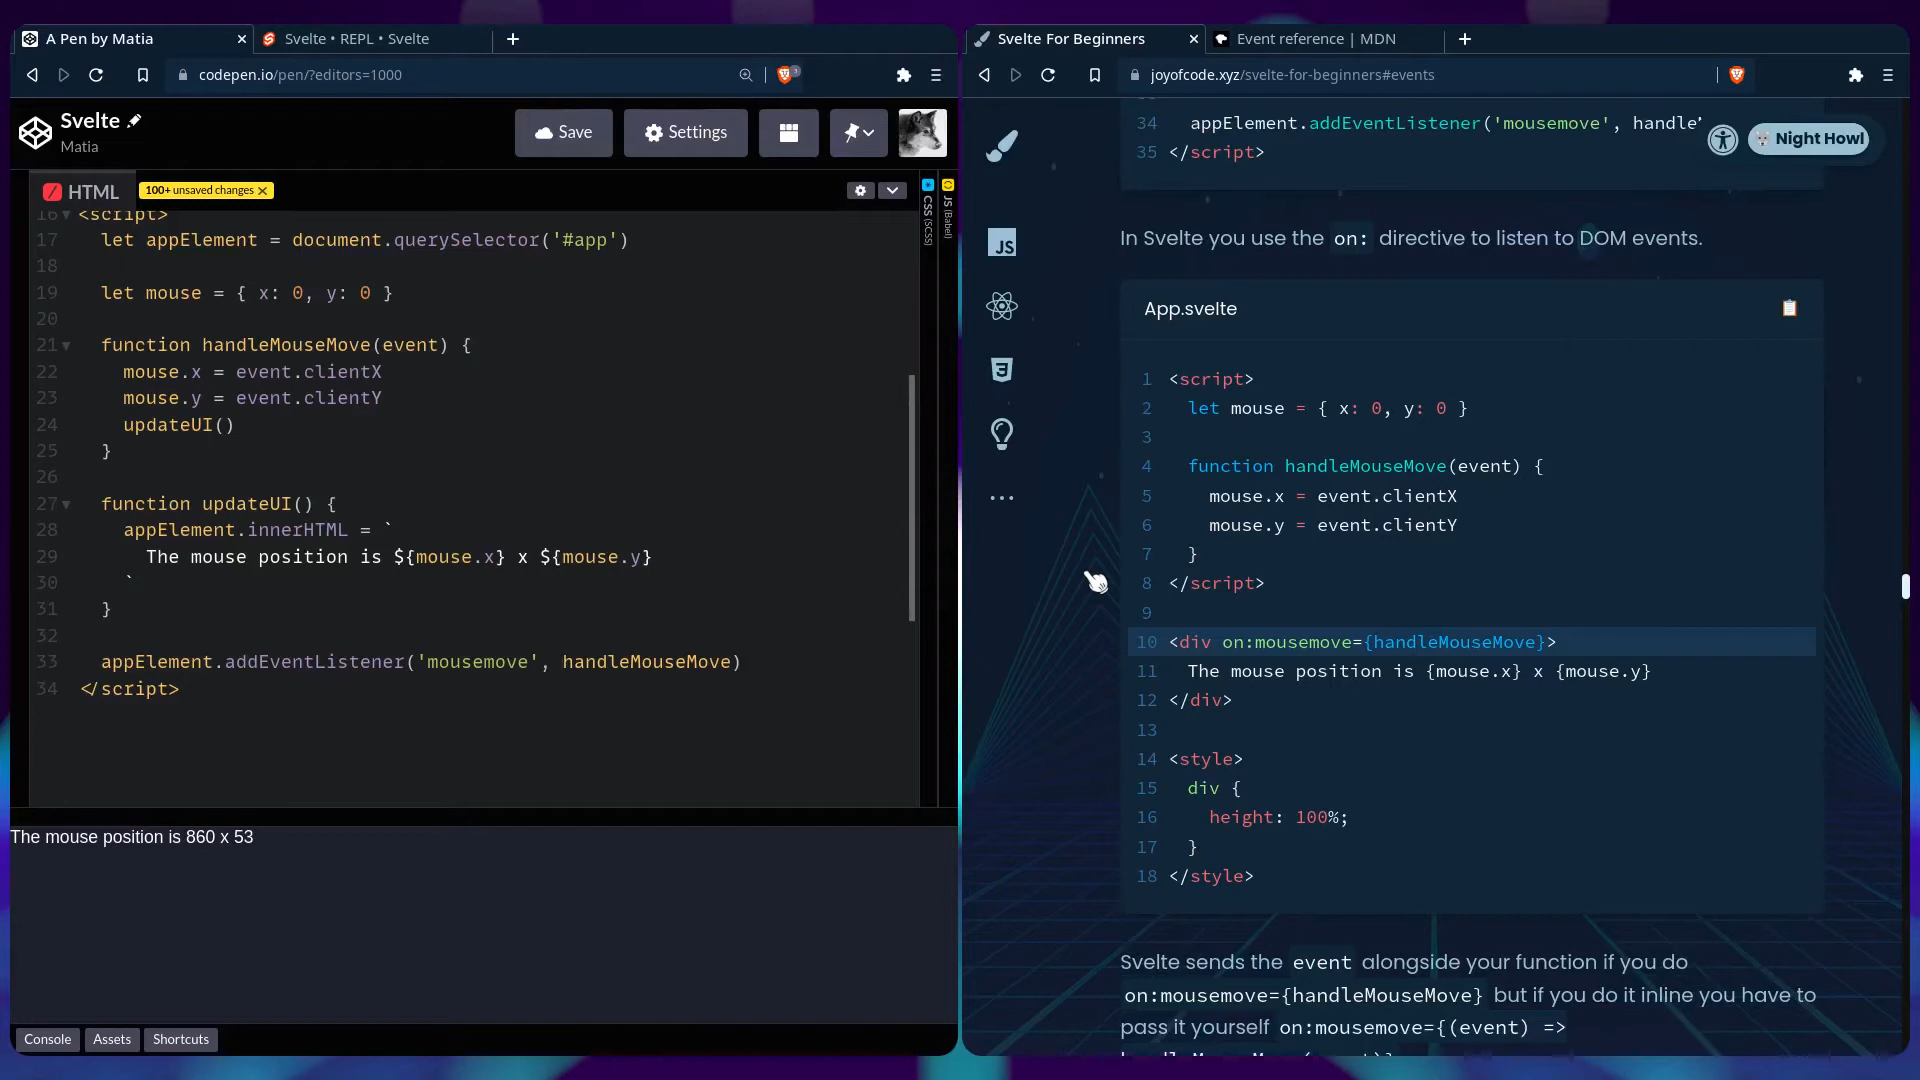 A Pen by Matia
Svelte • REPL • Svelte
codepen.io/pen/?editors=1000
3
Svelte
Matia
Save
Settings
HTML
100+ unsaved changes
CSS (SCSS)
JS (Babel)
16 <script>
17 let appElement = document.querySelector('#app')
18
19 let mouse = { x: 0, y: 0 }
20
21 function handleMouseMove(event) {
22 mouse.x = event.clientX
23 mouse.y = event.clientY
24 updateUI()
25 }
26
27 function updateUI() {
28 appElement.innerHTML = `
29 The mouse position is ${mouse.x} x ${mouse.y}
30 `
31 }
32
33 appElement.addEventListener('mousemove', handleMouseMove)
34 </script>
The mouse position is 860 x 53
Console
Assets
Shortcuts
Svelte For Beginners
Event reference | MDN
joyofcode.xyz/svelte-for-beginners#events
JS
3
34 appElement.addEventListener('mousemove', handle
35 </script>
Night Howl
In Svelte you use the on: directive to listen to DOM events.
App.svelte
1 <script>
2 let mouse = { x: 0, y: 0 }
3
4 function handleMouseMove(event) {
5 mouse.x = event.clientX
6 mouse.y = event.clientY
7 }
8 </script>
9
10 <div on:mousemove={handleMouseMove}>
11 The mouse position is {mouse.x} x {mouse.y}
12 </div>
13
14 <style>
15 div {
16 height: 100%;
17 }
18 </style>
Svelte sends the event alongside your function if you do
on:mousemove={handleMouseMove} but if you do it inline you have to
pass it yourself on:mousemove={(event) =>